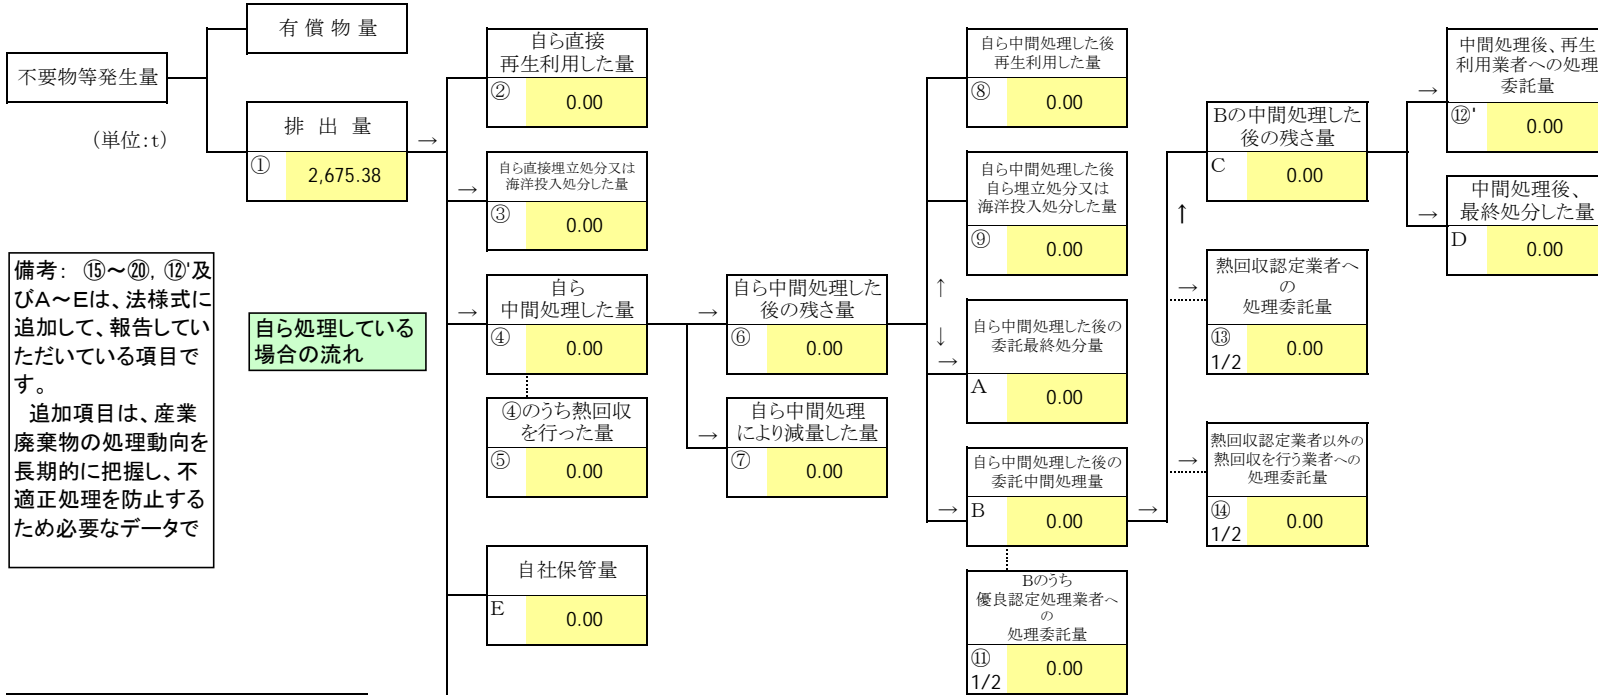 有 償 物 量
不要物等発生量
(単位:t)
排 出 量
①
2,675.38
→
備考: ⑮～⑳, ⑫'及
びA～Eは、法様式に
追加して、報告してい
ただいている項目で
す。
追加項目は、産業
廃棄物の処理動向を
長期的に把握し、不
適正処理を防止する
ため必要なデータで
自ら処理している
場合の流れ
自ら直接
再生利用した量
②
0.00
→
自ら直接埋立処分又は
海洋投入処分した量
③
0.00
→
自ら
中間処理した量
④
0.00
④のうち熱回収
を行った量
⑤
0.00
自社保管量
E
0.00
→
自ら中間処理した
後の残さ量
⑥
0.00
→
自ら中間処理
により減量した量
⑦
0.00
自ら中間処理した後
再生利用した量
⑧
0.00
自ら中間処理した後
自ら埋立処分又は
海洋投入処分した量
⑨
0.00
↑
↓
→
自ら中間処理した後の
委託最終処分量
A
0.00
自ら中間処理した後の
委託中間処理量
→
B
0.00
→
Bのうち
優良認定処理業者へ
の
処理委託量
⑪
1/2
0.00
Bの中間処理した
後の残さ量
C
0.00
↑
熱回収認定業者へ
の
処理委託量
→
⑬
1/2
0.00
熱回収認定業者以外の
熱回収を行う業者への
処理委託量
→
⑭
1/2
0.00
中間処理後、再生
利用業者への処理
委託量
→
⑫'
0.00
中間処理後、
最終処分した量
→
D
0.00